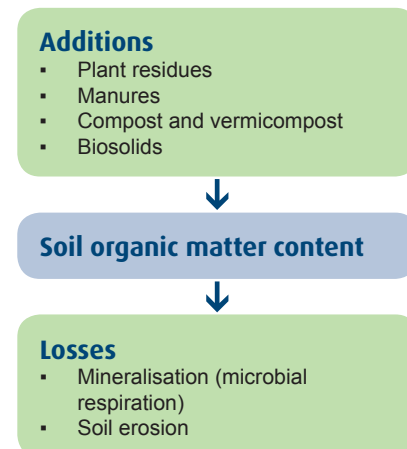 Additions
▪ Plant residues
▪ Manures
▪ Compost and vermicompost
▪ Biosolids
Soil organic matter content
Losses
▪ Mineralisation (microbial
respiration)
▪ Soil erosion